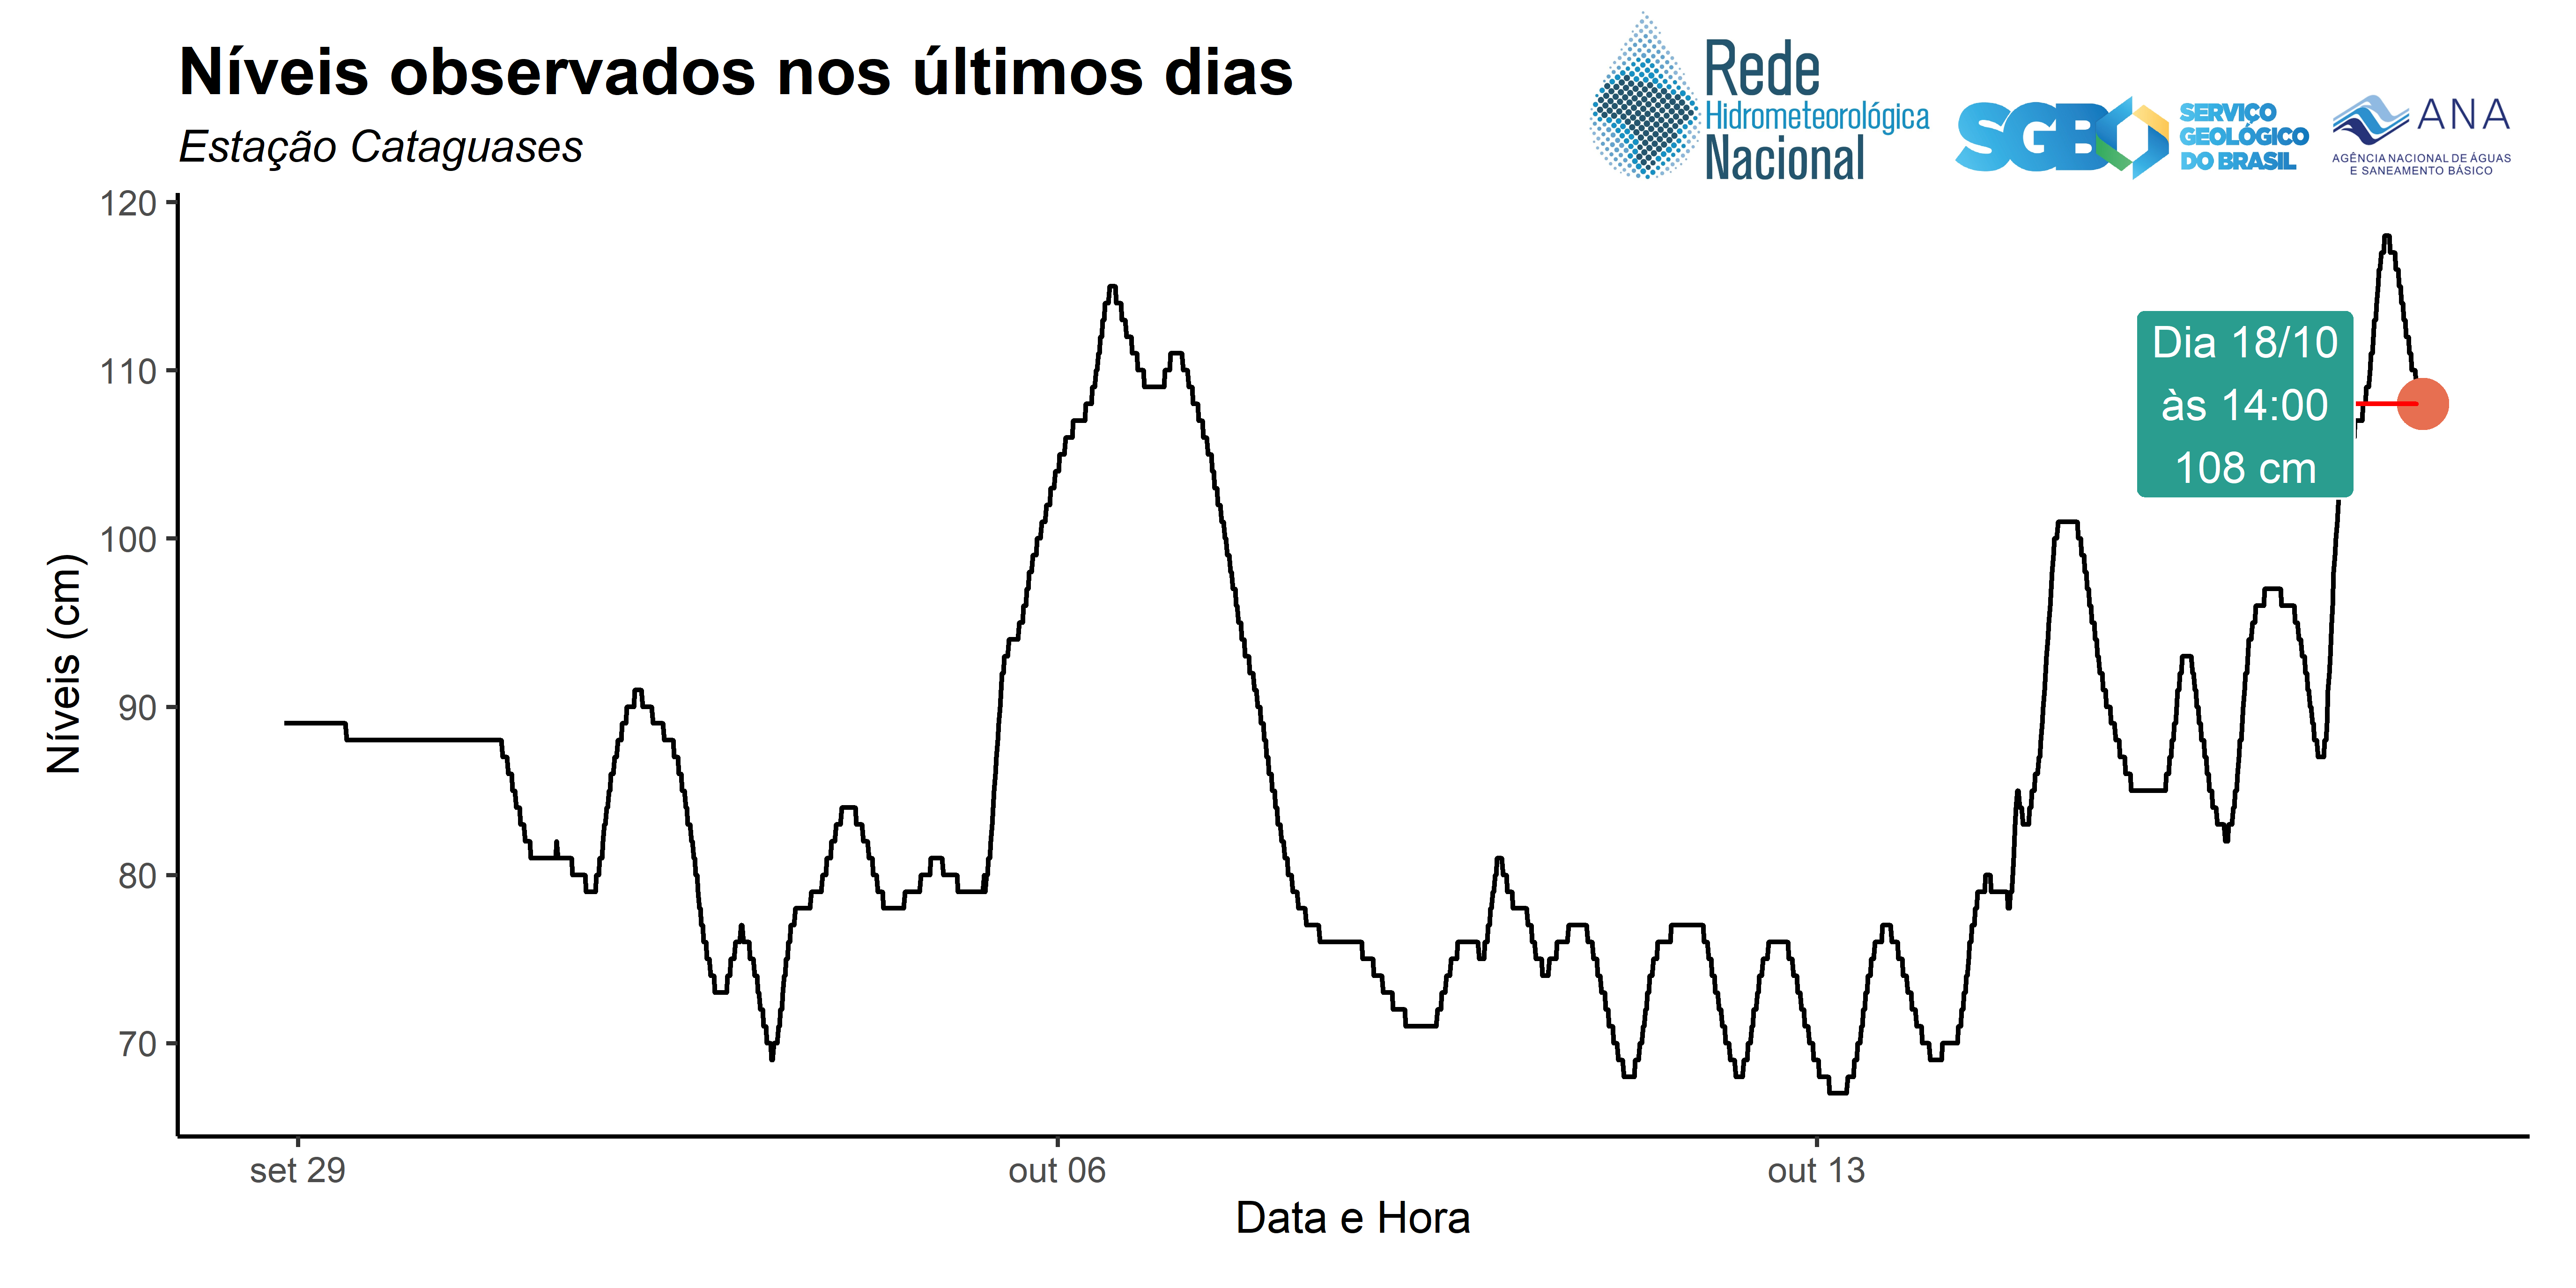 Níveis observados nos últimos dias
Estação Cataguases
Rede
Hidrometeorológica
Nacional
SGB
SERVIÇO
GEOLÓGICO
DO BRASIL
ANA
AGÊNCIA NACIONAL DE ÁGUAS
E SANEAMENTO BÁSICO
120
110
100
90
80
70
Níveis (cm)
Dia 18/10
às 14:00
108 cm
set 29
out 06
out 13
Data e Hora